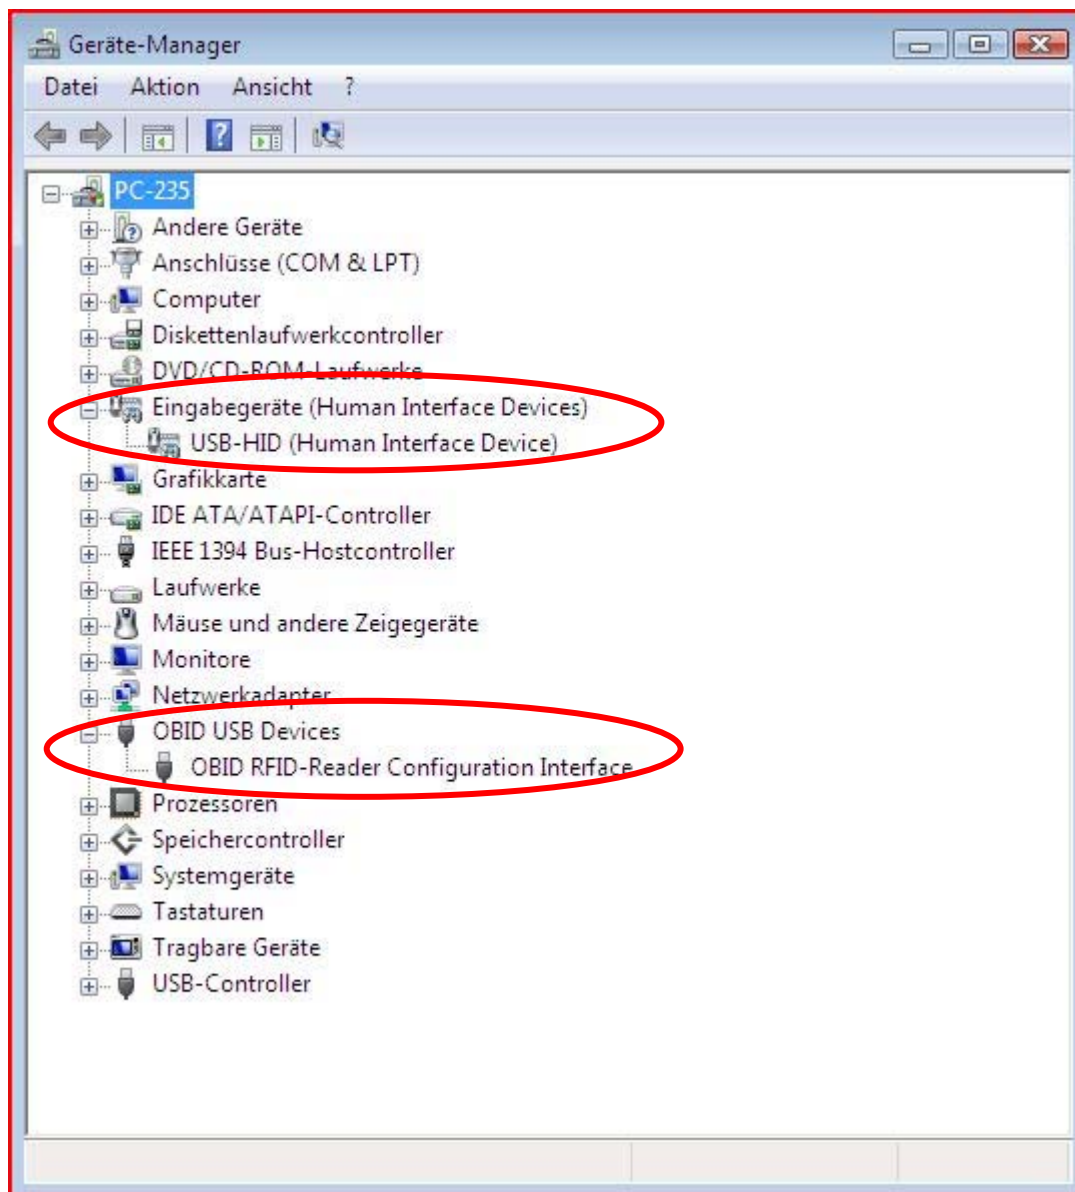 Geräte-Manager
Datei Aktion Ansicht ?
PC-235
Andere Geräte
Anschlüsse (COM & LPT)
Computer
Diskettenlaufwerkcontroller
DVD/CD-ROM-Laufwerke
Eingabegeräte (Human Interface Devices)
USB-HID (Human Interface Device)
Grafikkarte
IDE ATA/ATAPI-Controller
IEEE 1394 Bus-Hostcontroller
Laufwerke
Mäuse und andere Zeigegeräte
Monitore
Netzwerkadapter
OBID USB Devices
OBID RFID-Reader Configuration Interface
Prozessoren
Speichercontroller
Systemgeräte
Tastaturen
Tragbare Geräte
USB-Controller